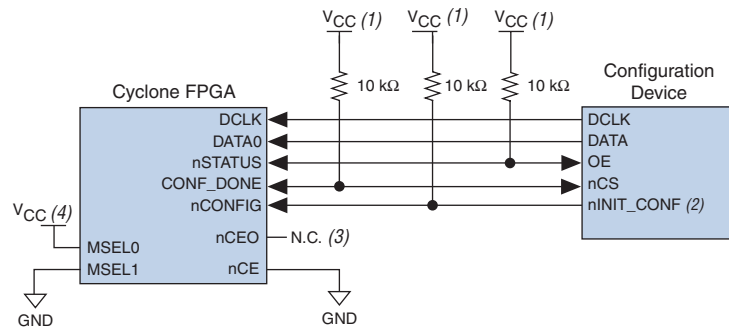 VCC (1) VCC (1) VCC (1)
10 kΩ 10 kΩ 10 kΩ
Cyclone FPGA
Configuration
Device
DCLK
DATA0
nSTATUS
CONF_DONE
nCONFIG
nCEO
nCE
MSEL0
MSEL1
VCC (4)
GND
N.C. (3)
GND
DCLK
DATA
OE
nCS
nINIT_CONF (2)